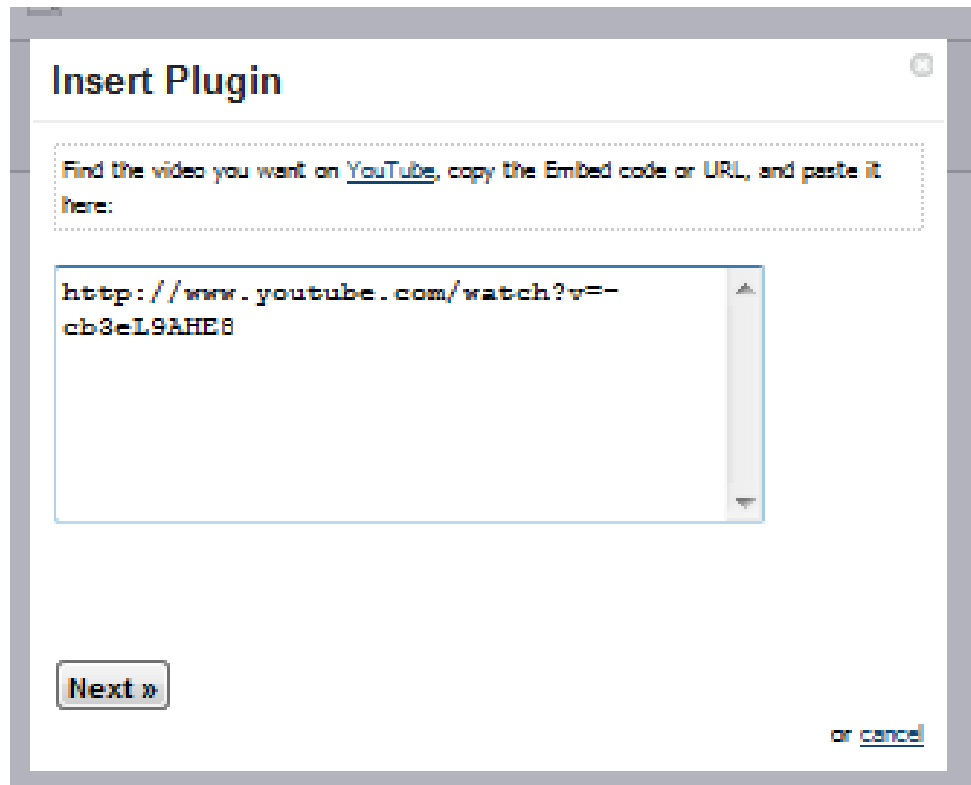 Insert Plugin
Find the video you want on YouTube, copy the Embed code or URL, and paste it
here:
http://www.youtube.com/watch?v=-
cb3eL9AHE8
Next »
or cancel